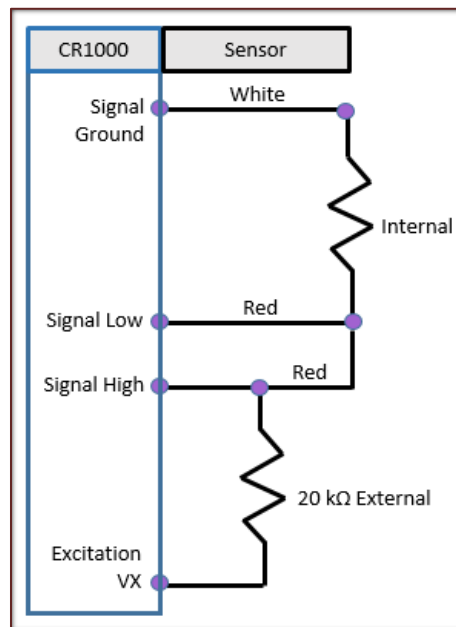 CR1000
Sensor
Signal
Ground
White
Internal
Signal Low
Red
Signal High
Red
20 kΩ External
Excitation
VX